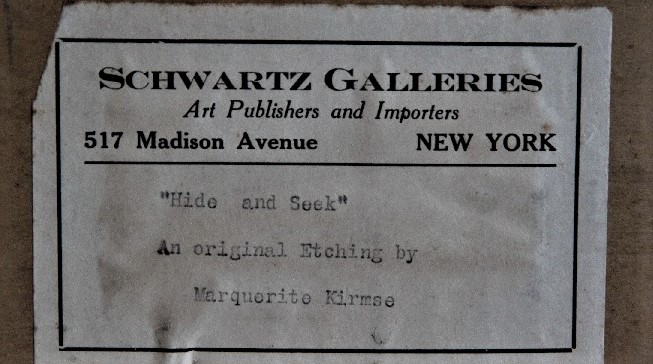 SCHWARTZ GALLERIES
Art Publishers and Importers
517 Madison Avenue NEW YORK
"Hide and Seek"
An original Etching by
Marquerite Kirmse